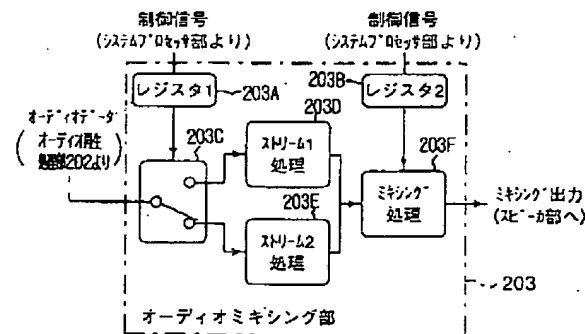 制御信号
(システムプロセッサ部より)
制御信号
(システムプロセッサ部より)
レジスタ1
203A
203B
レジスタ2
オーディオデータ
(オーディオ再生
処理部202より)
203C
203D
ストリーム1
処理
203F
ミキシング
処理
ミキシング出力
(スピーカ部へ)
203E
ストリーム2
処理
203
オーディオミキシング部